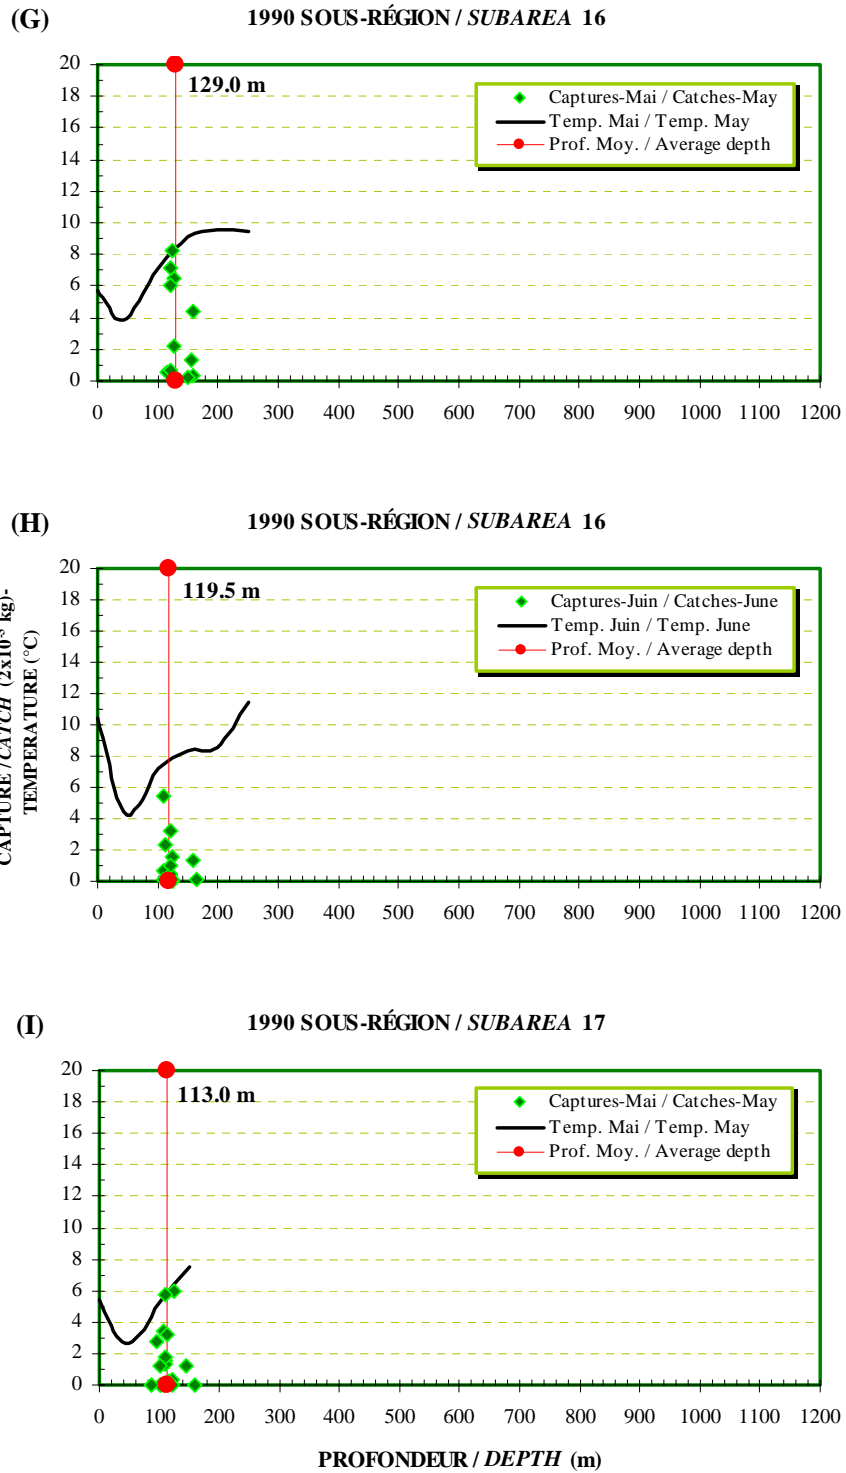 (G)
1990 SOUS-RÉGION / SUBAREA 16
129.0 m
Captures-Mai / Catches-May
Temp. Mai / Temp. May
Prof. Moy. / Average depth
20
18
16
14
12
10
8
6
4
2
0
0 100 200 300 400 500 600 700 800 900 1000 1100 1200
(H)
1990 SOUS-RÉGION / SUBAREA 16
119.5 m
Captures-Juin / Catches-June
Temp. Juin / Temp. June
Prof. Moy. / Average depth
CAPTURE / CATCH (2x10⁻³ kg)-
TEMPERATURE (°C)
20
18
16
14
12
10
8
6
4
2
0
0 100 200 300 400 500 600 700 800 900 1000 1100 1200
(I)
1990 SOUS-RÉGION / SUBAREA 17
113.0 m
Captures-Mai / Catches-May
Temp. Mai / Temp. May
Prof. Moy. / Average depth
20
18
16
14
12
10
8
6
4
2
0
0 100 200 300 400 500 600 700 800 900 1000 1100 1200
PROFONDEUR / DEPTH (m)